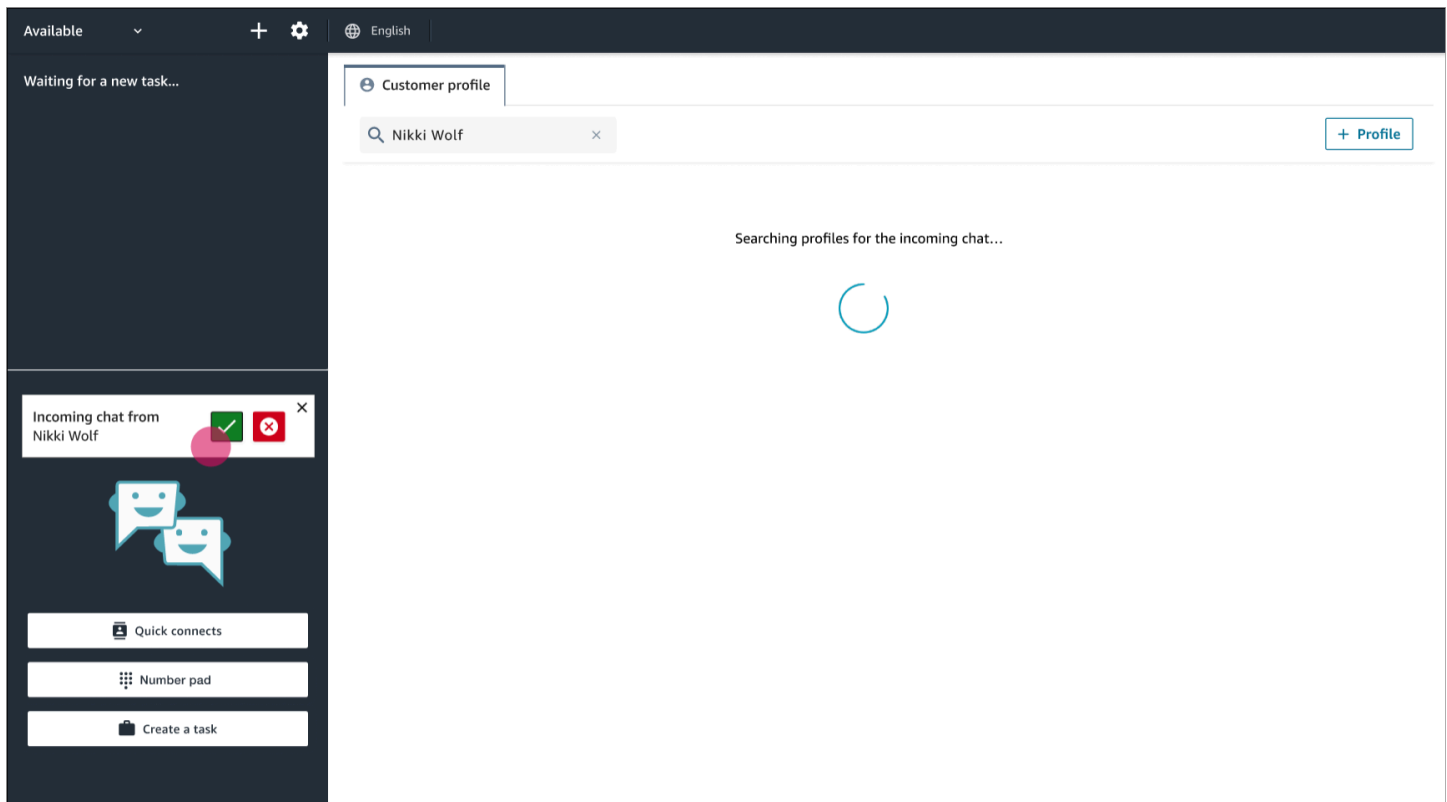 Available
English
Waiting for a new task...
Customer profile
Nikki Wolf
+ Profile
Searching profiles for the incoming chat...
Incoming chat from
Nikki Wolf
Quick connects
Number pad
Create a task